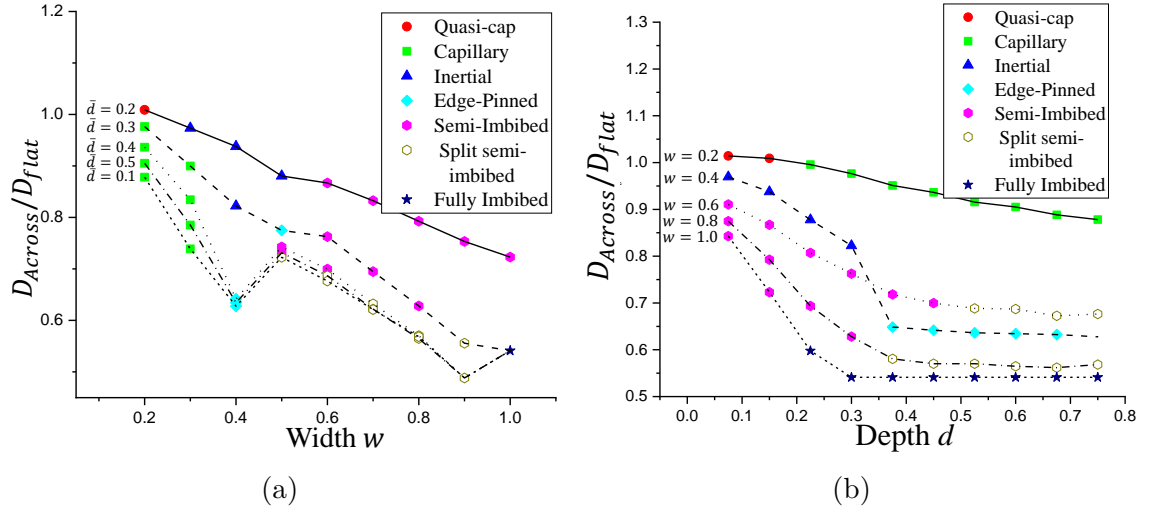 Quasi-cap
Capillary
Inertial
Edge-Pinned
Semi-Imbibed
Split semi-
imbibed
Fully Imbibed
D_Across/D_flat
1.0
0.8
0.6
d̄ = 0.2
d̄ = 0.3
d̄ = 0.4
d̄ = 0.5
d̄ = 0.1
0.2 0.4 0.6 0.8 1.0
Width w
(a)
Quasi-cap
Capillary
Inertial
Edge-Pinned
Semi-Imbibed
Split semi-
imbibed
Fully Imbibed
D_Across/D_flat
1.3
1.2
1.1
1.0
0.9
0.8
0.7
0.6
0.5
w = 0.2
w = 0.4
w = 0.6
w = 0.8
w = 1.0
0.0 0.1 0.2 0.3 0.4 0.5 0.6 0.7 0.8
Depth d
(b)